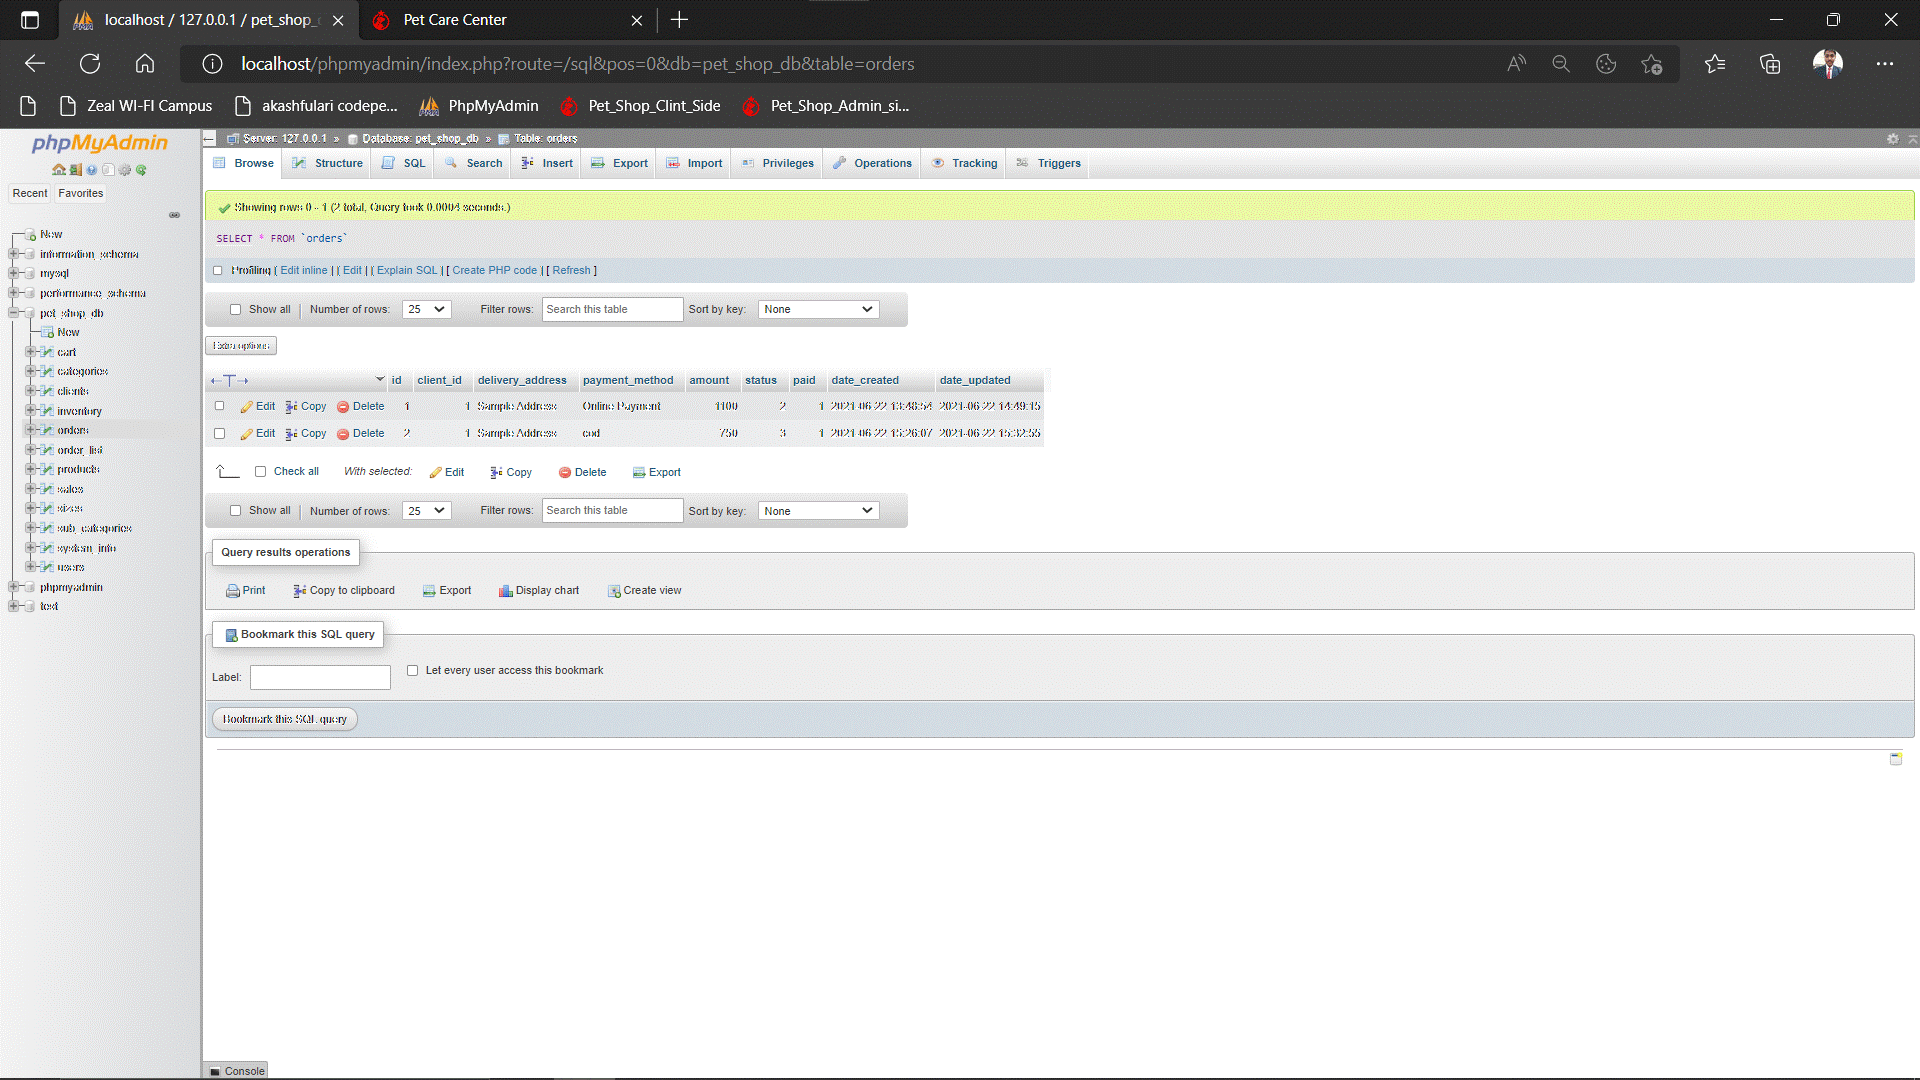 localhost / 127.0.0.1 / pet_shop_
Pet Care Center
localhost/phpmyadmin/index.php?route=/sql&pos=0&db=pet_shop_db&table=orders
Zeal WI-FI Campus
akashfulari codepe...
PhpMyAdmin
Pet_Shop_Clint_Side
Pet_Shop_Admin_si...
phpMyAdmin
Recent Favorites
New
information_schema
mysql
performance_schema
pet_shop_db
New
cart
categories
clients
inventory
orders
order_list
products
sales
sizes
sub_categories
system_info
users
phpmyadmin
test
Server: 127.0.0.1 » Database: pet_shop_db » Table: orders
Browse Structure SQL Search Insert Export Import Privileges Operations Tracking Triggers
Showing rows 0 - 1 (2 total, Query took 0.0004 seconds.)
SELECT * FROM `orders`
Profiling [ Edit inline ] [ Edit ] [ Explain SQL ] [ Create PHP code ] [ Refresh ]
Show all Number of rows: 25 Filter rows: Search this table Sort by key: None
Extra options
id client_id delivery_address payment_method amount status paid date_created date_updated
Edit Copy Delete 1 1 Sample Address Online Payment 1100 2 1 2021-06-22 13:48:54 2021-06-22 14:49:15
Edit Copy Delete 2 1 Sample Address cod 750 3 1 2021-06-22 15:26:07 2021-06-22 15:32:55
Check all With selected: Edit Copy Delete Export
Show all Number of rows: 25 Filter rows: Search this table Sort by key: None
Query results operations
Print Copy to clipboard Export Display chart Create view
Bookmark this SQL query
Label: Let every user access this bookmark
Bookmark this SQL query
Console